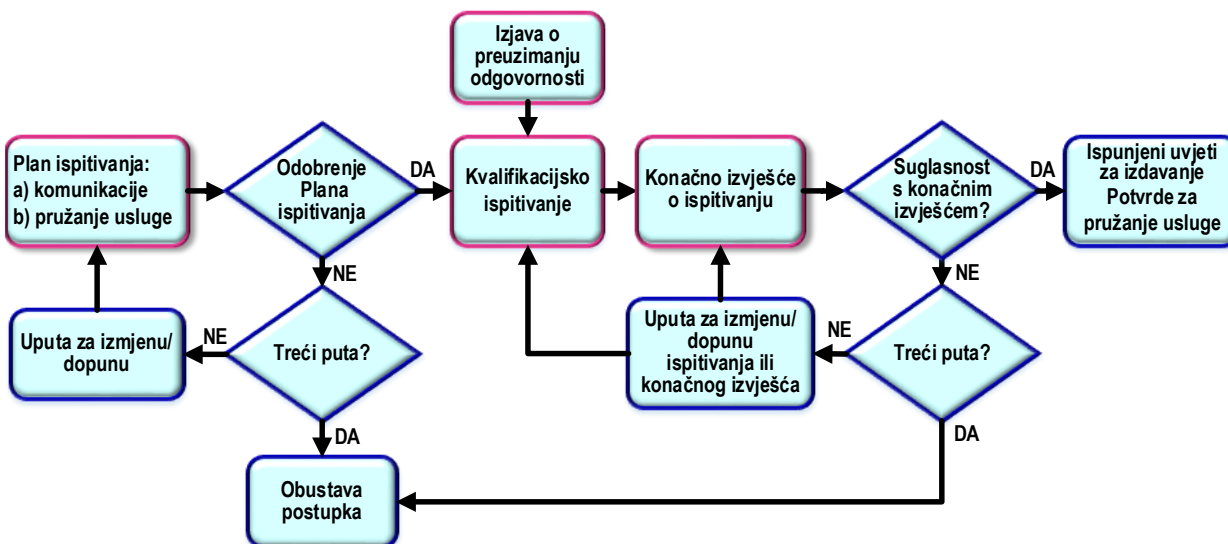 Izjava o
preuzimanju
odgovornosti
Plan ispitivanja:
a) komunikacije
b) pružanje usluge
Odobrenje
Plana
ispitivanja
DA
Kvalifikacijsko
ispitivanje
Konačno izvješće
o ispitivanju
Suglasnost
s konačnim
izvješćem?
DA
Ispunjeni uvjeti
za izdavanje
Potvrde za
pružanje usluge
NE
NE
Uputa za izmjenu/
dopunu
NE
Treći puta?
Uputa za izmjenu/
dopunu
ispitivanja ili
konačnog izvješća
NE
Treći puta?
DA
DA
Obustava
postupka